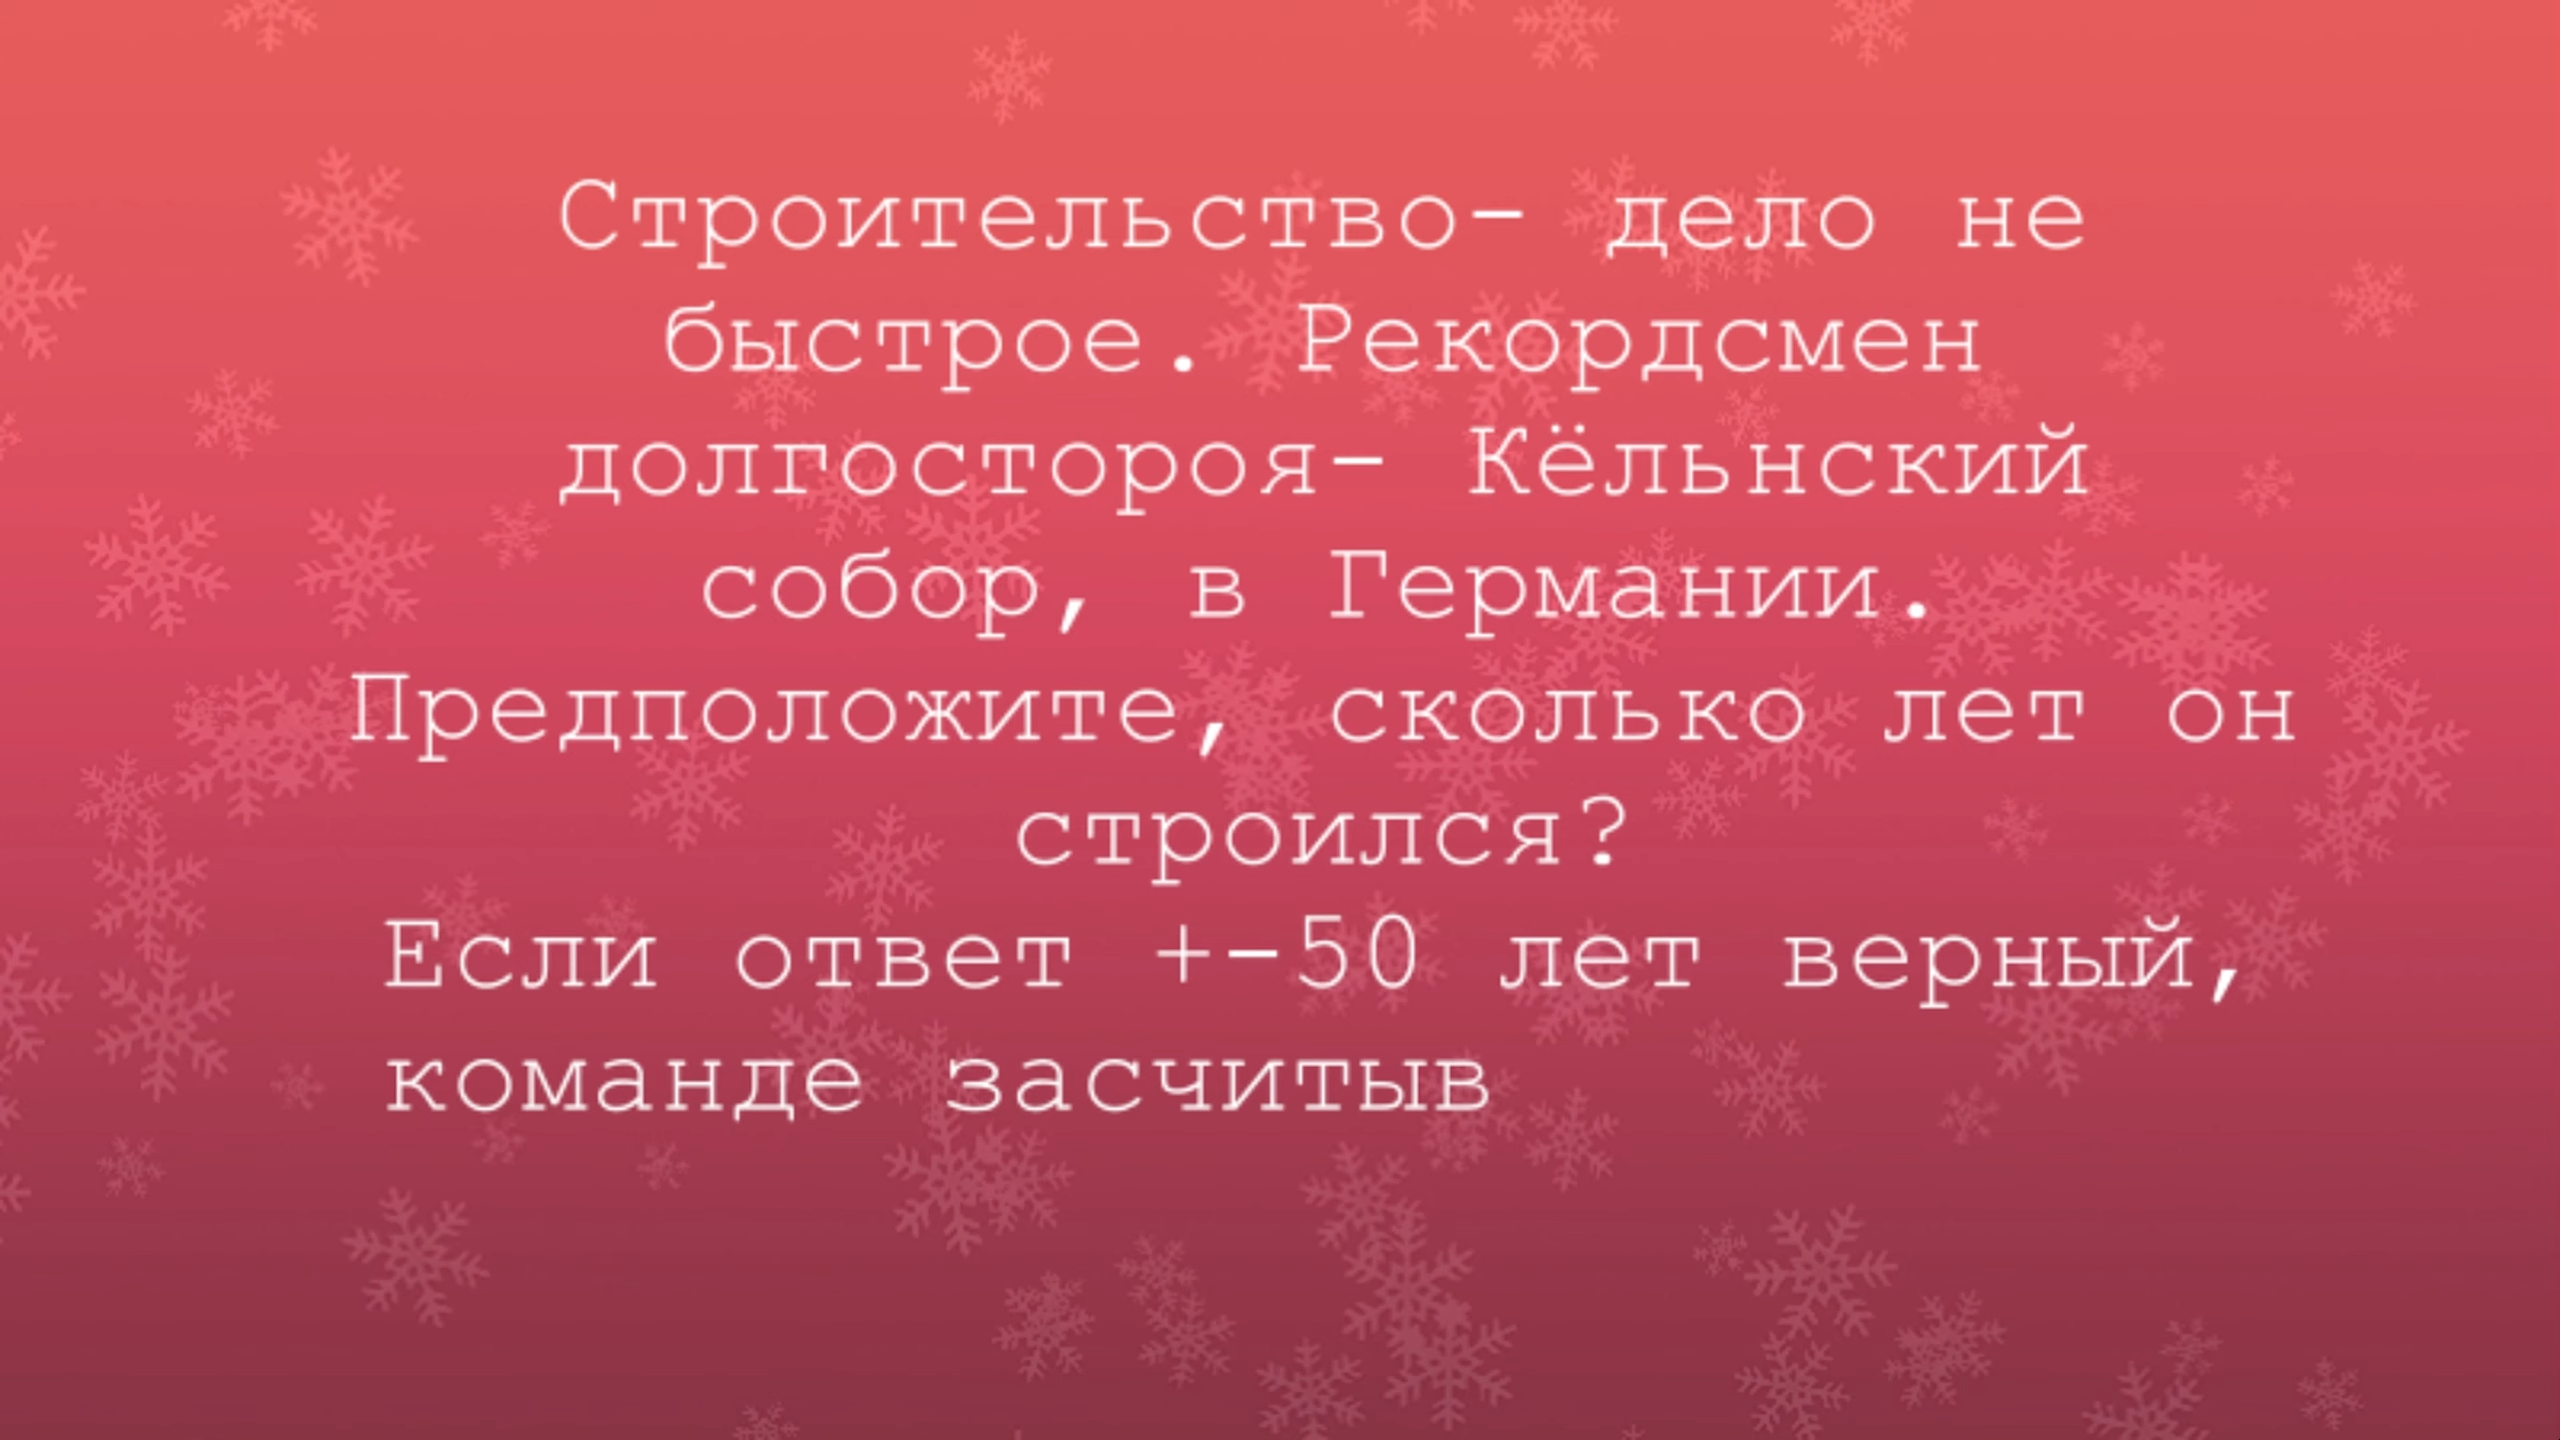 Строительство- дело не
быстрое. Рекордсмен
долгостороя- Кёльнский
собор, в Германии.
Предположите, сколько лет он
строился?
Если ответ +-50 лет верный,
команде засчитыв